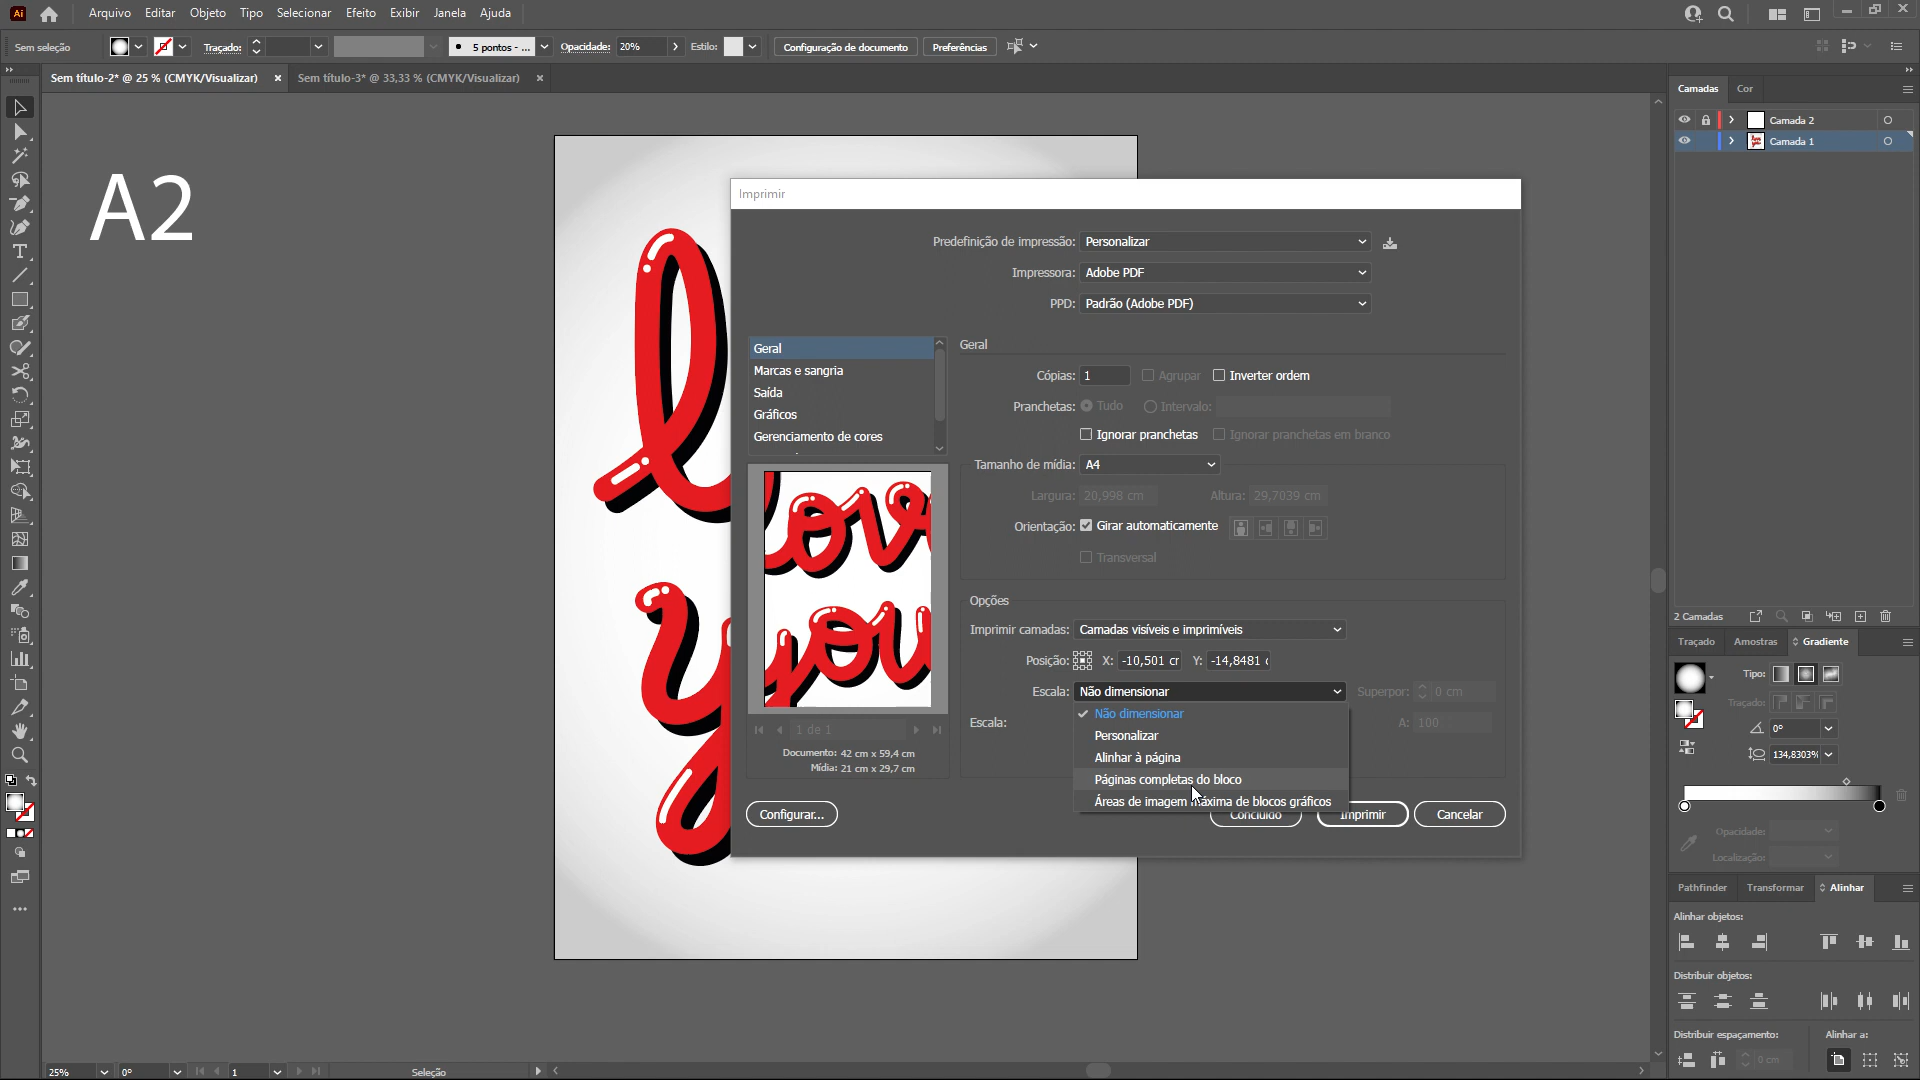 Ai Arquivo Editar Objeto Tipo Selecionar Efeito Exibir Janela Ajuda
Sem seleção Traçado: 5 pontos - ... Opacidade: 20% Estilo: Configuração de documento Preferências
Sem título-2* @ 25 % (CMYK/Visualizar) Sem título-3* @ 33,33 % (CMYK/Visualizar)
A2
Imprimir
Predefinição de impressão: Personalizar
Impressora: Adobe PDF
PPD: Padrão (Adobe PDF)
Geral
Marcas e sangria
Saída
Gráficos
Gerenciamento de cores
love
you
1 de 1
Documento: 42 cm x 59,4 cm
Mídia: 21 cm x 29,7 cm
Geral
Cópias: 1 Agrupar Inverter ordem
Pranchetas: Tudo Intervalo:
Ignorar pranchetas Ignorar pranchetas em branco
Tamanho de mídia: A4
Largura: 20,998 cm Altura: 29,7039 cm
Orientação: Girar automaticamente
Transversal
Opções
Imprimir camadas: Camadas visíveis e imprimíveis
Posição: X: -10,501 cr Y: -14,8481
Escala: Não dimensionar Superpor: 0 cm
Escala: A: 100
Não dimensionar
Personalizar
Alinhar à página
Páginas completas do bloco
Áreas de imagem máxima de blocos gráficos
Configurar... Concluído Imprimir Cancelar
Camadas Cor
Camada 2
Camada 1
2 Camadas
Traçado Amostras Gradiente
Tipo:
Traçado:
0°
134,8303%
Opacidade:
Localização:
Pathfinder Transformar Alinhar
Alinhar objetos:
Distribuir objetos:
Distribuir espaçamento: Alinhar a:
0 cm
25% 0° 1 Seleção